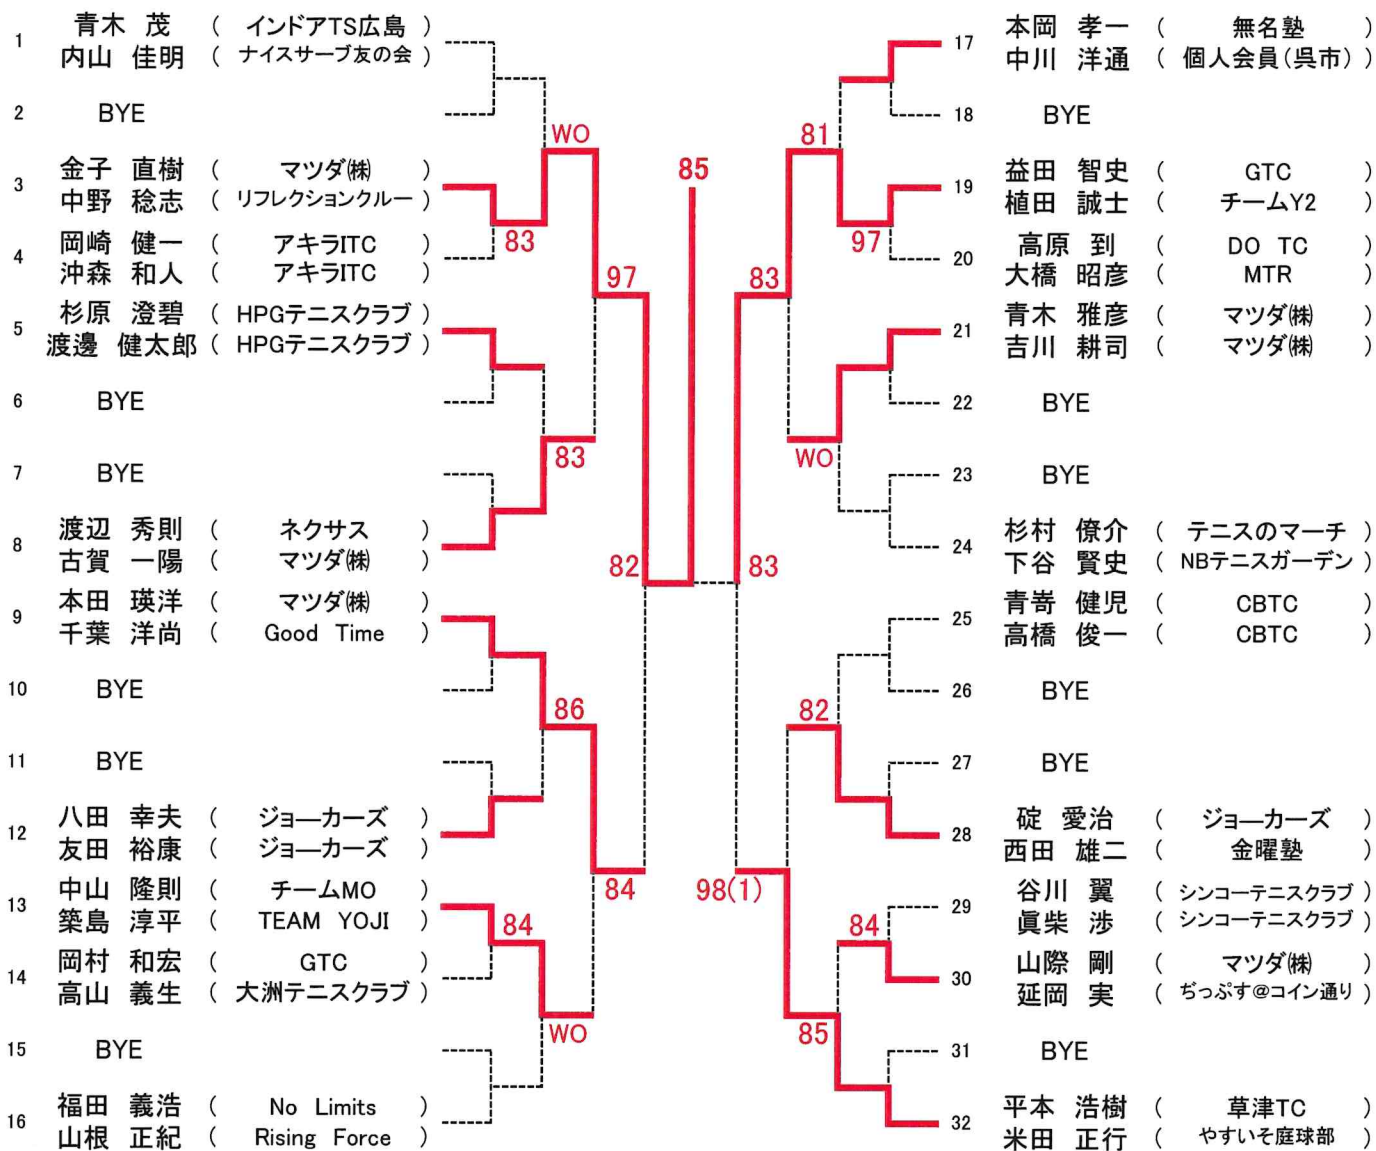 1 青木 茂 ( インドアTS広島 )
内山 佳明 ( ナイスサーブ友の会 )
2 BYE
WO
3 金子 直樹 ( マツダ㈱ )
中野 稔志 ( リフレクションクルー )
83
4 岡崎 健一 ( アキラITC )
沖森 和人 ( アキラITC )
97
5 杉原 澄碧 ( HPGテニスクラブ )
渡邊 健太郎 ( HPGテニスクラブ )
6 BYE
83
7 BYE
8 渡辺 秀則 ( ネクサス )
古賀 一陽 ( マツダ㈱ )
82
9 本田 瑛洋 ( マツダ㈱ )
千葉 洋尚 ( Good Time )
10 BYE
86
11 BYE
12 八田 幸夫 ( ジョーカーズ )
友田 裕康 ( ジョーカーズ )
84
13 中山 隆則 ( チームMO )
築島 淳平 ( TEAM YOJI )
84
14 岡村 和宏 ( GTC )
高山 義生 ( 大洲テニスクラブ )
WO
15 BYE
16 福田 義浩 ( No Limits )
山根 正紀 ( Rising Force )
85
17 本岡 孝一 ( 無名塾 )
中川 洋通 ( 個人会員(呉市) )
18 BYE
81
19 益田 智史 ( GTC )
植田 誠士 ( チームY2 )
97
20 高原 到 ( DO TC )
大橋 昭彦 ( MTR )
83
21 青木 雅彦 ( マツダ㈱ )
吉川 耕司 ( マツダ㈱ )
22 BYE
WO
23 BYE
24 杉村 僚介 ( テニスのマーチ )
下谷 賢史 ( NBテニスガーデン )
83
25 青嵜 健児 ( CBTC )
高橋 俊一 ( CBTC )
26 BYE
82
27 BYE
28 碇 愛治 ( ジョーカーズ )
西田 雄二 ( 金曜塾 )
98(1)
29 谷川 翼 ( シンコーテニスクラブ )
眞柴 渉 ( シンコーテニスクラブ )
84
30 山際 剛 ( マツダ㈱ )
延岡 実 ( ぢっぷす@コイン通り )
85
31 BYE
32 平本 浩樹 ( 草津TC )
米田 正行 ( やすいそ庭球部 )